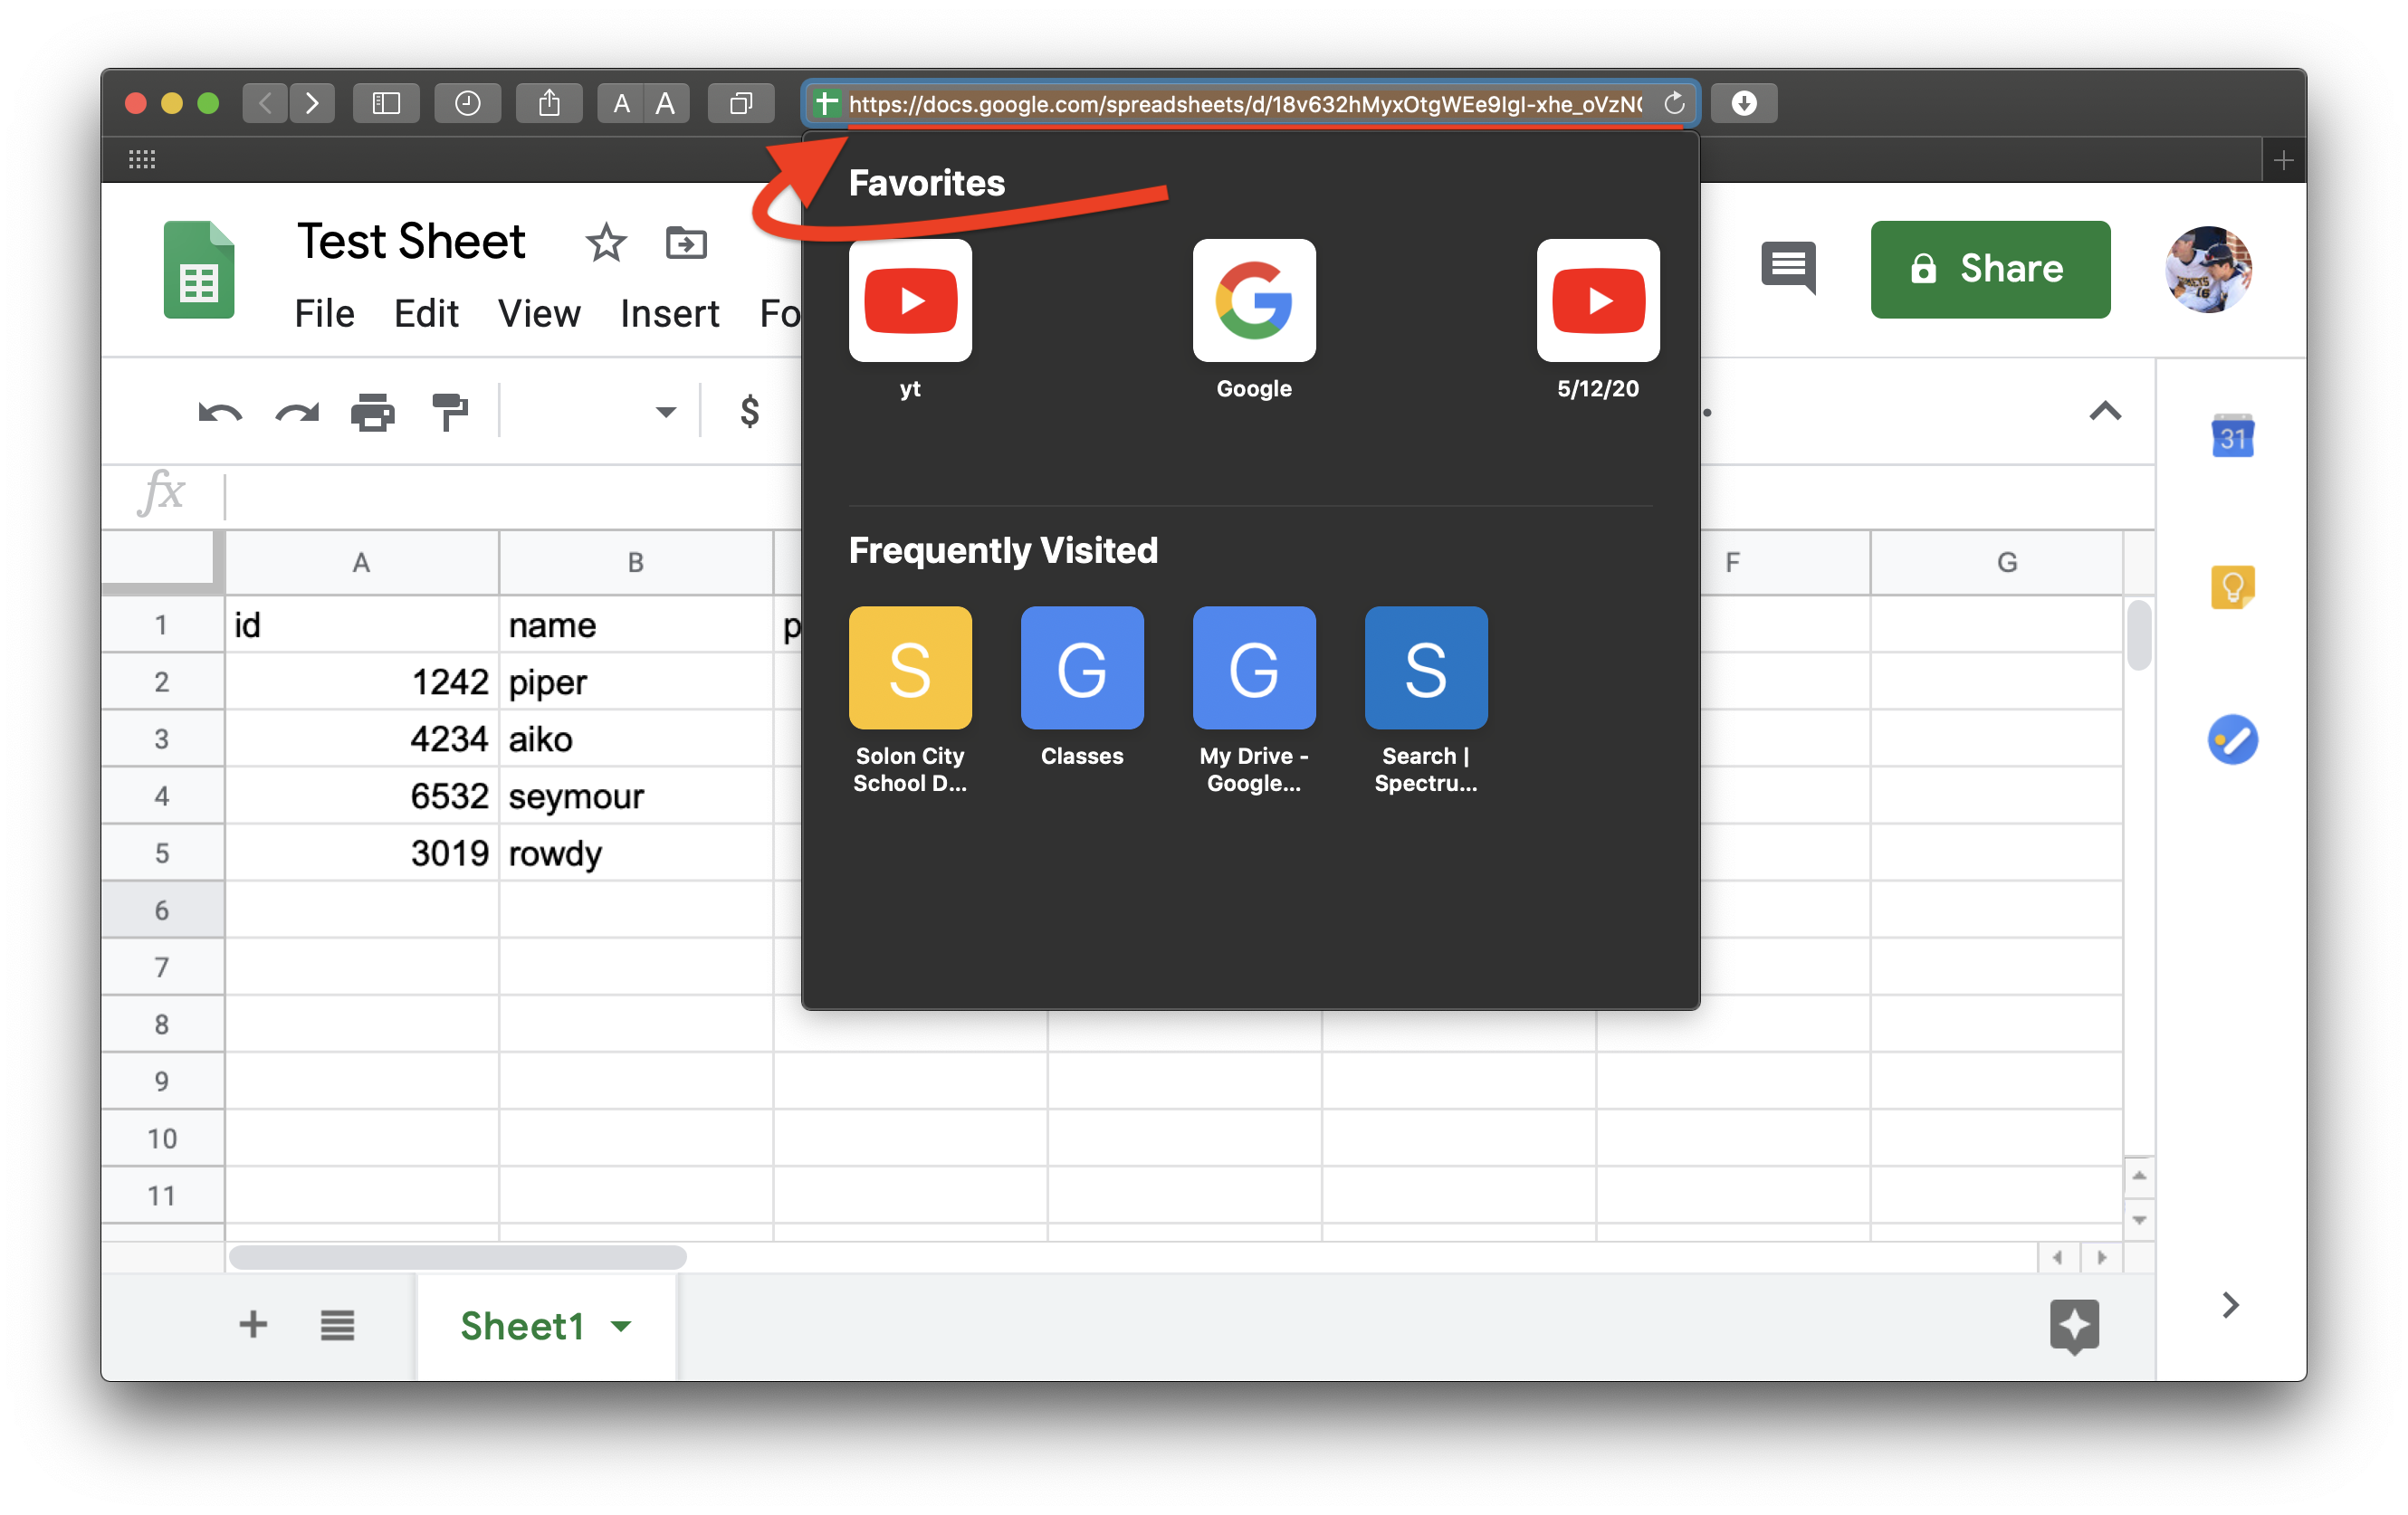 A A
https://docs.google.com/spreadsheets/d/18v632hMyxOtgWEe9IgI-xhe_oVzN
Test Sheet
File Edit View Insert Fo
Share
$
fx
Favorites
yt Google 5/12/20
Frequently Visited
S G G S
Solon City School D... Classes My Drive - Google... Search | Spectru...
31
A B F G
1 id name p
2 1242 piper
3 4234 aiko
4 6532 seymour
5 3019 rowdy
6
7
8
9
10
11
Sheet1